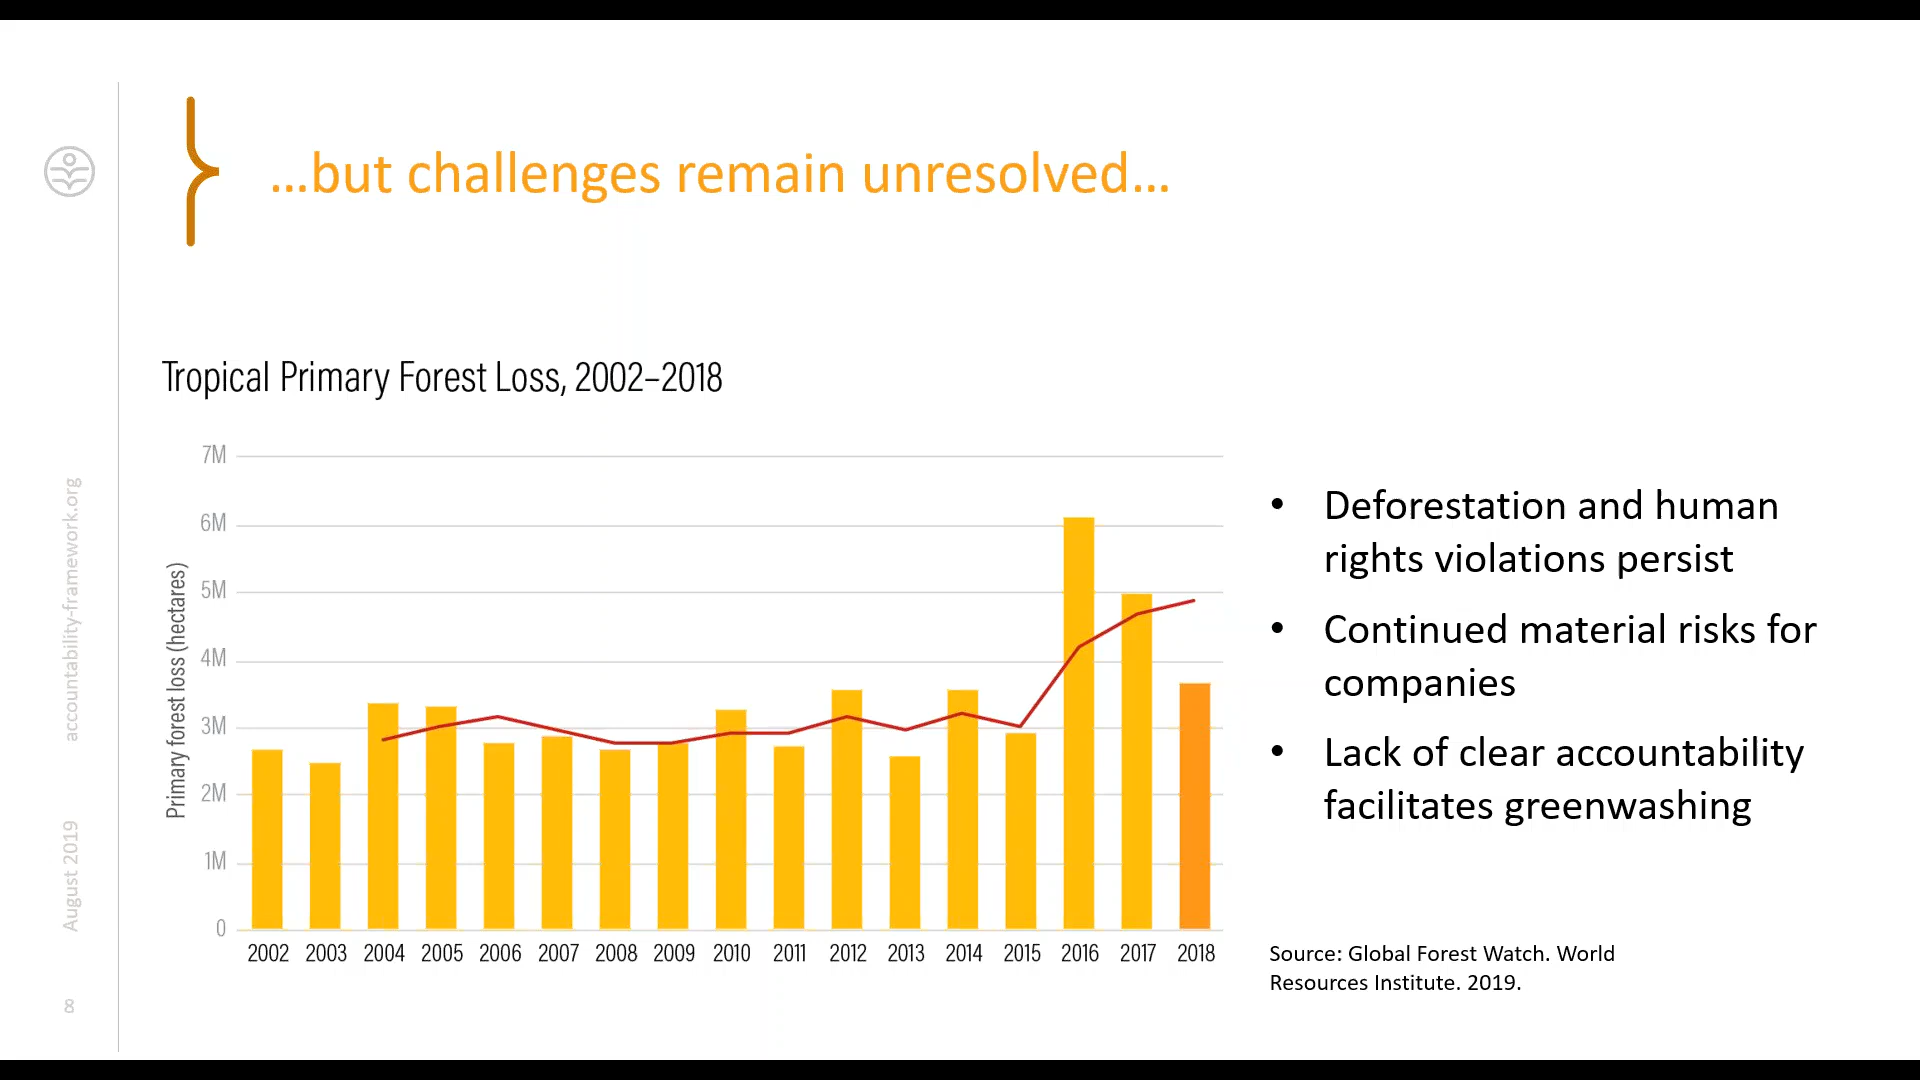 …but challenges remain unresolved…
Tropical Primary Forest Loss, 2002–2018
Primary forest loss (hectares)
7M
6M
5M
4M
3M
2M
1M
0
2002 2003 2004 2005 2006 2007 2008 2009 2010 2011 2012 2013 2014 2015 2016 2017 2018
• Deforestation and human
rights violations persist
• Continued material risks for
companies
• Lack of clear accountability
facilitates greenwashing
Source: Global Forest Watch. World
Resources Institute. 2019.
accountability-framework.org
August 2019
8